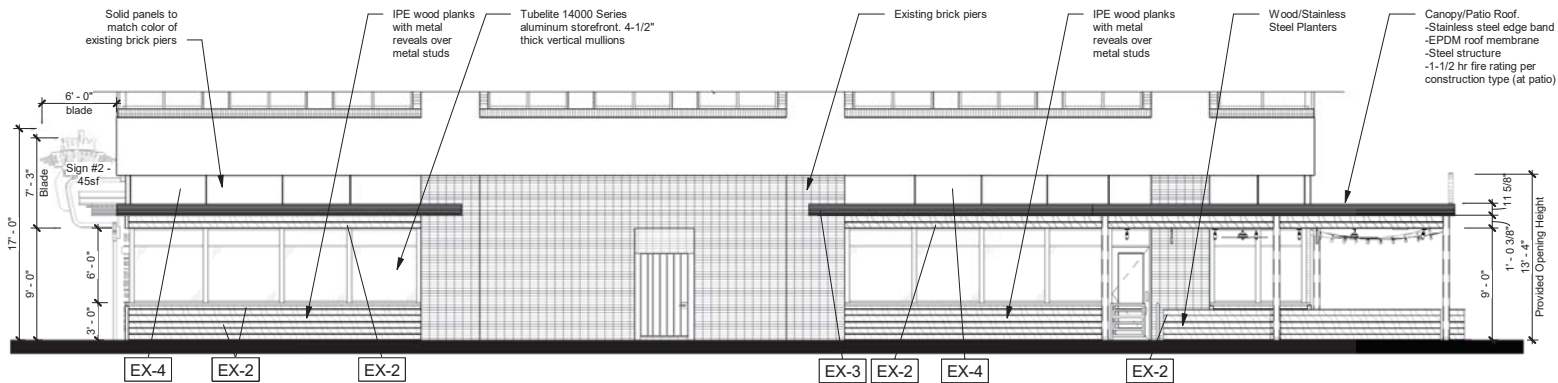 Solid panels to
match color of
existing brick piers
IPE wood planks
with metal
reveals over
metal studs
Tubelite 14000 Series
aluminum storefront. 4-1/2"
thick vertical mullions
Existing brick piers
IPE wood planks
with metal
reveals over
metal studs
Wood/Stainless
Steel Planters
Canopy/Patio Roof.
-Stainless steel edge band
-EPDM roof membrane
-Steel structure
-1-1/2 hr fire rating per
construction type (at patio)
6' - 0"
blade
17' - 0"
7' - 3"
Blade
Sign #2 -
45sf
9' - 0"
6' - 0"
3' - 0"
11 5/8"
1' - 0 3/8"
13' - 4"
Provided Opening Height
9' - 0"
EX-4
EX-2
EX-2
EX-3
EX-2
EX-4
EX-2